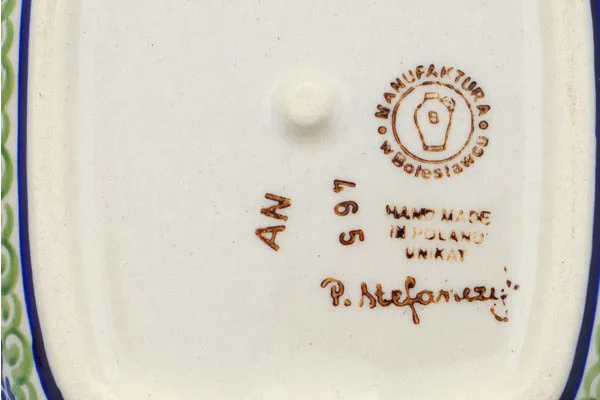 MANUFAKTURA
w Bolesławcu
B
AN
HAND MADE
IN POLAND
UNIKAT